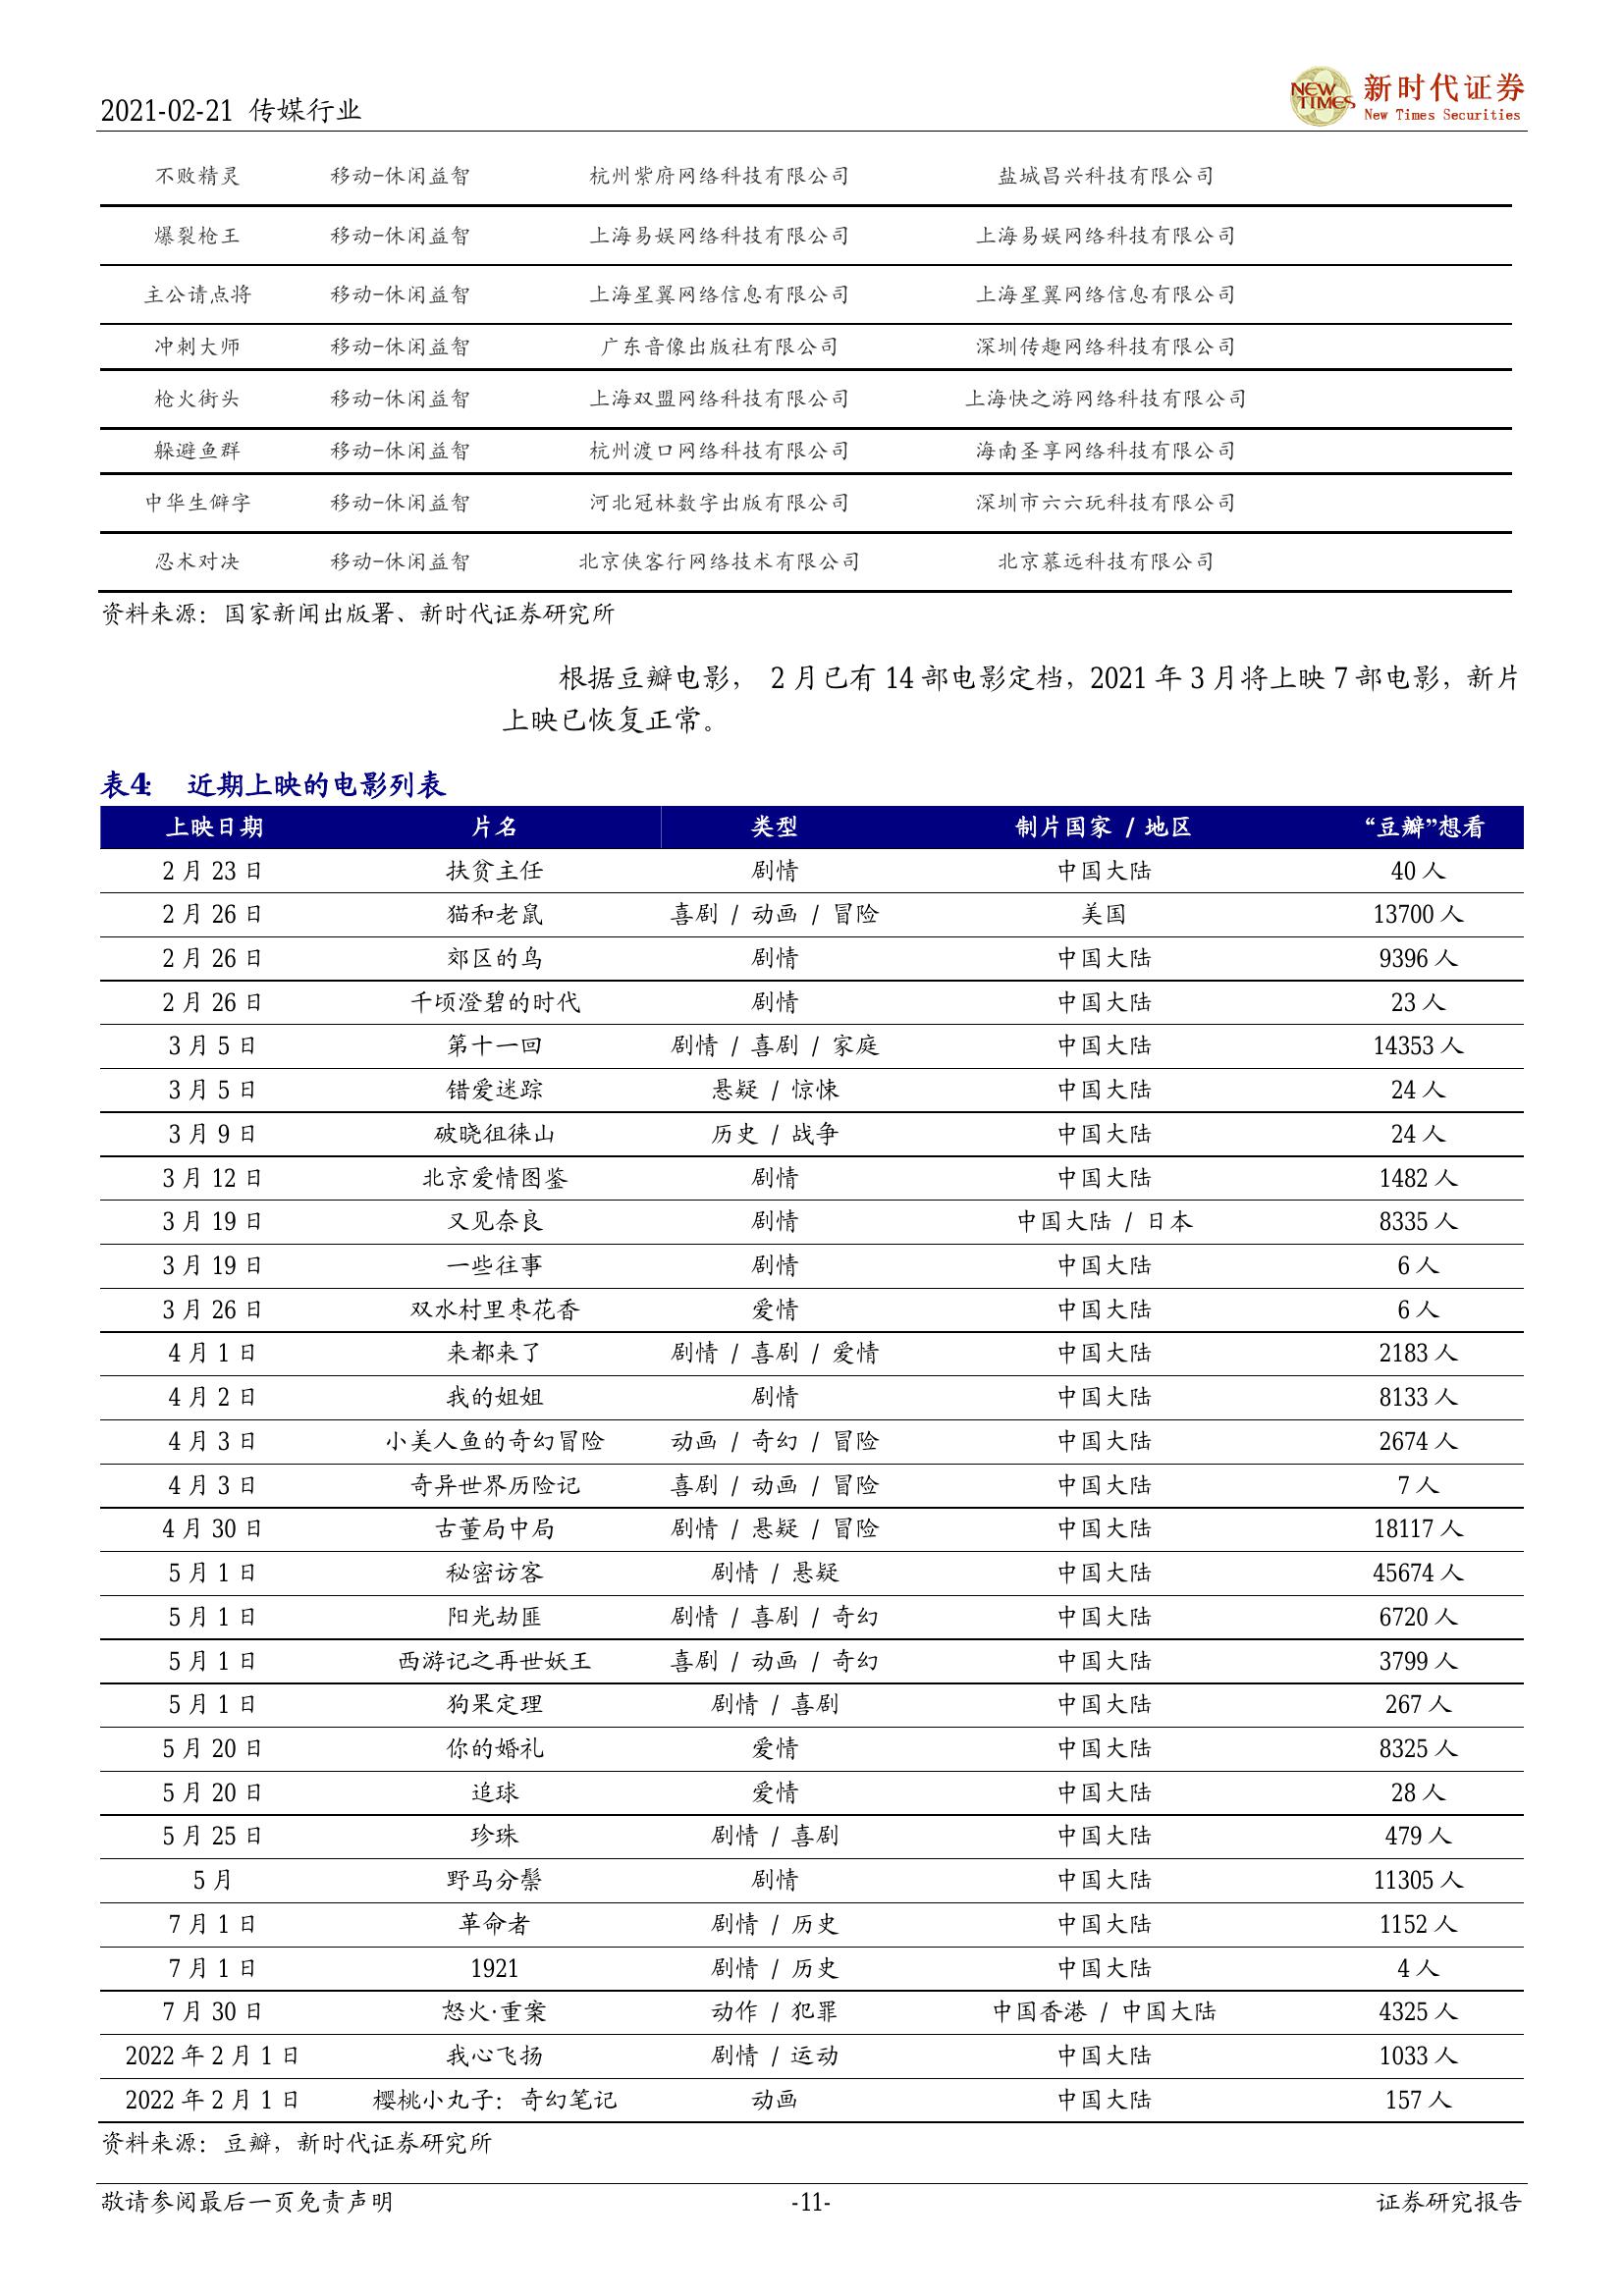 2021-02-21 传媒行业
NEW TIMES 新时代证券
New Times Securities
不败精灵 移动-休闲益智 杭州紫府网络科技有限公司 盐城昌兴科技有限公司
爆裂枪王 移动-休闲益智 上海易娱网络科技有限公司 上海易娱网络科技有限公司
主公请点将 移动-休闲益智 上海星翼网络信息有限公司 上海星翼网络信息有限公司
冲刺大师 移动-休闲益智 广东音像出版社有限公司 深圳传趣网络科技有限公司
枪火街头 移动-休闲益智 上海双盟网络科技有限公司 上海快之游网络科技有限公司
躲避鱼群 移动-休闲益智 杭州渡口网络科技有限公司 海南圣享网络科技有限公司
中华生僻字 移动-休闲益智 河北冠林数字出版有限公司 深圳市六六玩科技有限公司
忍术对决 移动-休闲益智 北京侠客行网络技术有限公司 北京慕远科技有限公司
资料来源：国家新闻出版署、新时代证券研究所
根据豆瓣电影， 2 月已有 14 部电影定档，2021 年 3 月将上映 7 部电影，新片
上映已恢复正常。
表4： 近期上映的电影列表
上映日期 片名 类型 制片国家 / 地区 “豆瓣”想看
2 月 23 日 扶贫主任 剧情 中国大陆 40 人
2 月 26 日 猫和老鼠 喜剧 / 动画 / 冒险 美国 13700 人
2 月 26 日 郊区的鸟 剧情 中国大陆 9396 人
2 月 26 日 千顷澄碧的时代 剧情 中国大陆 23 人
3 月 5 日 第十一回 剧情 / 喜剧 / 家庭 中国大陆 14353 人
3 月 5 日 错爱迷踪 悬疑 / 惊悚 中国大陆 24 人
3 月 9 日 破晓徂徕山 历史 / 战争 中国大陆 24 人
3 月 12 日 北京爱情图鉴 剧情 中国大陆 1482 人
3 月 19 日 又见奈良 剧情 中国大陆 / 日本 8335 人
3 月 19 日 一些往事 剧情 中国大陆 6 人
3 月 26 日 双水村里枣花香 爱情 中国大陆 6 人
4 月 1 日 来都来了 剧情 / 喜剧 / 爱情 中国大陆 2183 人
4 月 2 日 我的姐姐 剧情 中国大陆 8133 人
4 月 3 日 小美人鱼的奇幻冒险 动画 / 奇幻 / 冒险 中国大陆 2674 人
4 月 3 日 奇异世界历险记 喜剧 / 动画 / 冒险 中国大陆 7 人
4 月 30 日 古董局中局 剧情 / 悬疑 / 冒险 中国大陆 18117 人
5 月 1 日 秘密访客 剧情 / 悬疑 中国大陆 45674 人
5 月 1 日 阳光劫匪 剧情 / 喜剧 / 奇幻 中国大陆 6720 人
5 月 1 日 西游记之再世妖王 喜剧 / 动画 / 奇幻 中国大陆 3799 人
5 月 1 日 狗果定理 剧情 / 喜剧 中国大陆 267 人
5 月 20 日 你的婚礼 爱情 中国大陆 8325 人
5 月 20 日 追球 爱情 中国大陆 28 人
5 月 25 日 珍珠 剧情 / 喜剧 中国大陆 479 人
5 月 野马分鬃 剧情 中国大陆 11305 人
7 月 1 日 革命者 剧情 / 历史 中国大陆 1152 人
7 月 1 日 1921 剧情 / 历史 中国大陆 4 人
7 月 30 日 怒火·重案 动作 / 犯罪 中国香港 / 中国大陆 4325 人
2022 年 2 月 1 日 我心飞扬 剧情 / 运动 中国大陆 1033 人
2022 年 2 月 1 日 樱桃小丸子：奇幻笔记 动画 中国大陆 157 人
资料来源：豆瓣，新时代证券研究所
敬请参阅最后一页免责声明 -11- 证券研究报告